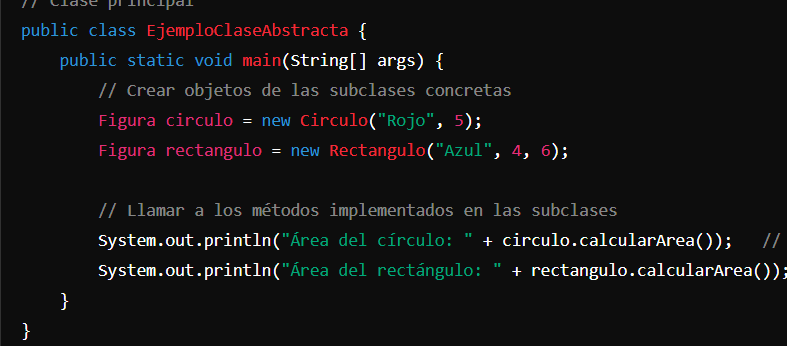 // Clase principal
public class EjemploClaseAbstracta {
    public static void main(String[] args) {
        // Crear objetos de las subclases concretas
        Figura circulo = new Circulo("Rojo", 5);
        Figura rectangulo = new Rectangulo("Azul", 4, 6);

        // Llamar a los métodos implementados en las subclases
        System.out.println("Área del círculo: " + circulo.calcularArea());   //
        System.out.println("Área del rectángulo: " + rectangulo.calcularArea());
    }
}